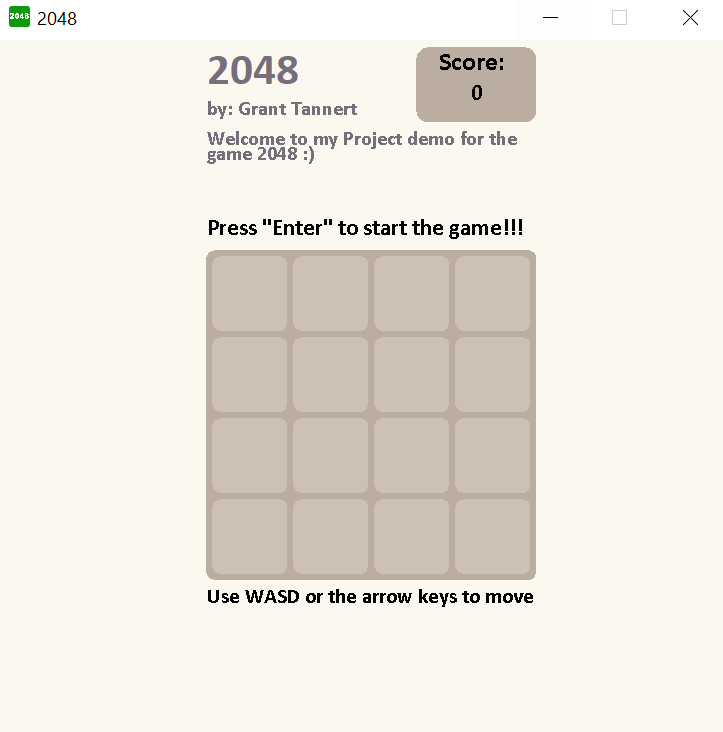 2048
2048
2048
Score:
0
by: Grant Tannert
Welcome to my Project demo for the
game 2048 :)
Press "Enter" to start the game!!!
Use WASD or the arrow keys to move